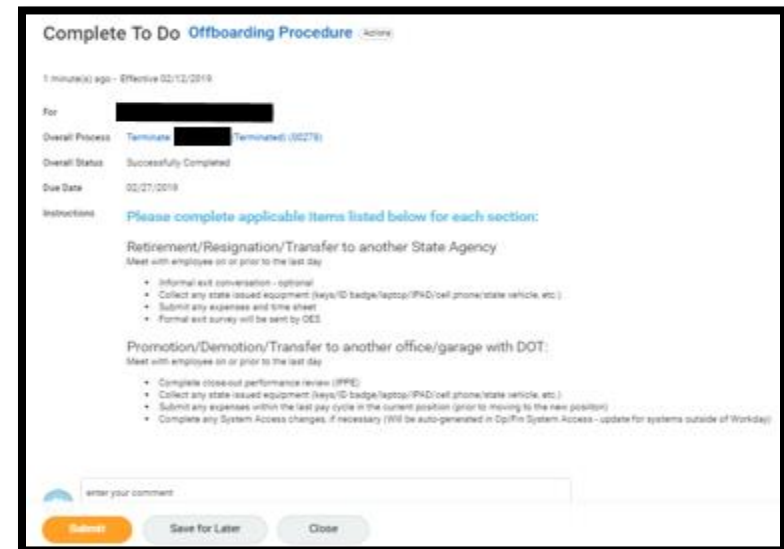 Complete To Do Offboarding Procedure Actions
1 minute(s) ago - Effective 02/12/2019
For
Overall Process Terminate (Terminated) (00276)
Overall Status Successfully Completed
Due Date 02/27/2019
Instructions Please complete applicable items listed below for each section:
Retirement/Resignation/Transfer to another State Agency
Meet with employee on or prior to the last day
• Informal exit conversation - optional
• Collect any state issued equipment (keys/ID badge/laptop/IPAD/cell phone/state vehicle, etc.)
• Submit any expenses and time sheet
• Formal exit survey will be sent by OES
Promotion/Demotion/Transfer to another office/garage with DOT:
Meet with employee on or prior to the last day
• Complete close-out performance review (IPPE)
• Collect any state issued equipment (keys/ID badge/laptop/IPAD/cell phone/state vehicle, etc.)
• Submit any expenses within the last pay cycle in the current position (prior to moving to the new position)
• Complete any System Access changes, if necessary (Will be auto-generated in Op/Fin System Access - update for systems outside of Workday)
enter your comment
Submit Save for Later Close